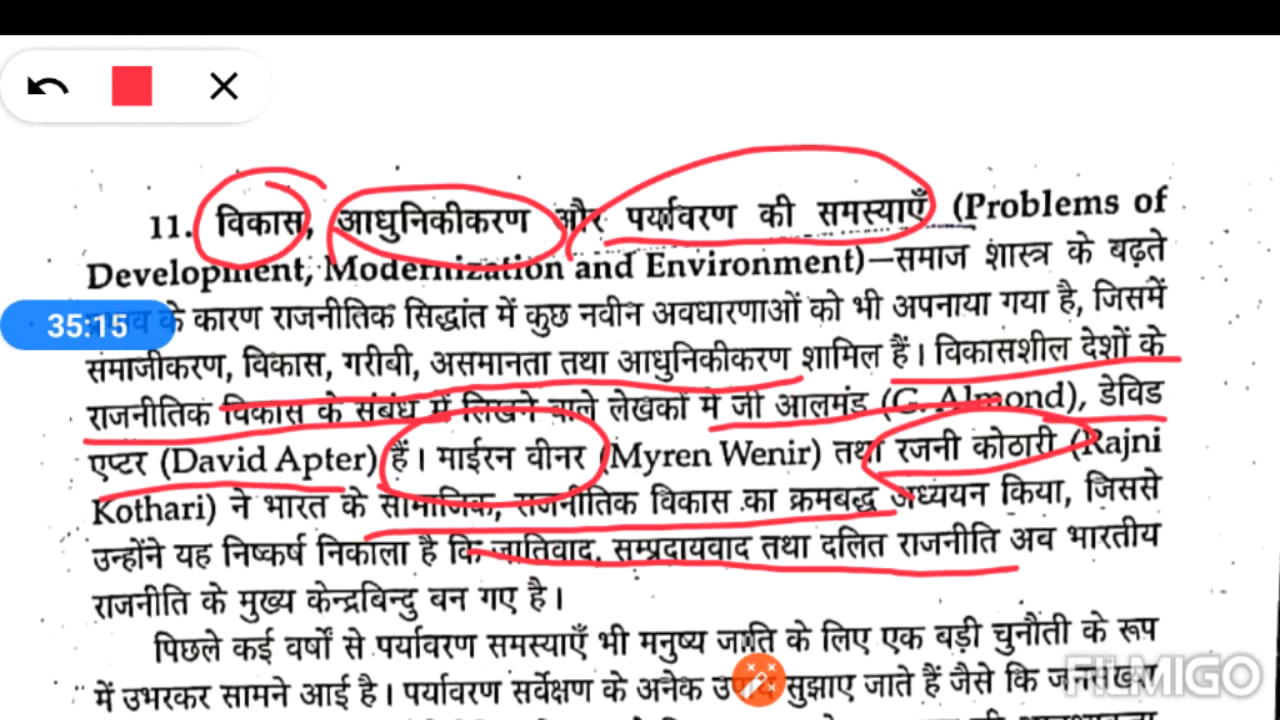 11. विकास, आधुनिकीकरण और पर्यावरण की समस्याएँ (Problems of
Development, Modernization and Environment)–समाज शास्त्र के बढ़ते
35:15
के कारण राजनीतिक सिद्धांत में कुछ नवीन अवधारणाओं को भी अपनाया गया है, जिसमें
समाजीकरण, विकास, गरीबी, असमानता तथा आधुनिकीकरण शामिल हैं। विकासशील देशों के
राजनीतिक विकास के संबंध में लिखने वाले लेखकों में जी आलमंड (G. Almond), डेविड
एप्टर (David Apter) हैं। माईरन वीनर (Myren Wenir) तथा रजनी कोठारी (Rajni
Kothari) ने भारत के सामाजिक, राजनीतिक विकास का क्रमबद्ध अध्ययन किया, जिससे
उन्होंने यह निष्कर्ष निकाला है कि जातिवाद, सम्प्रदायवाद तथा दलित राजनीति अब भारतीय
राजनीति के मुख्य केन्द्रबिन्दु बन गए है।
पिछले कई वर्षों से पर्यावरण समस्याएँ भी मनुष्य जाति के लिए एक बड़ी चुनौती के रूप
में उभरकर सामने आई है। पर्यावरण सर्वेक्षण के अनेक सुझाए जाते हैं जैसे कि जनसंख्या
FILMIGO